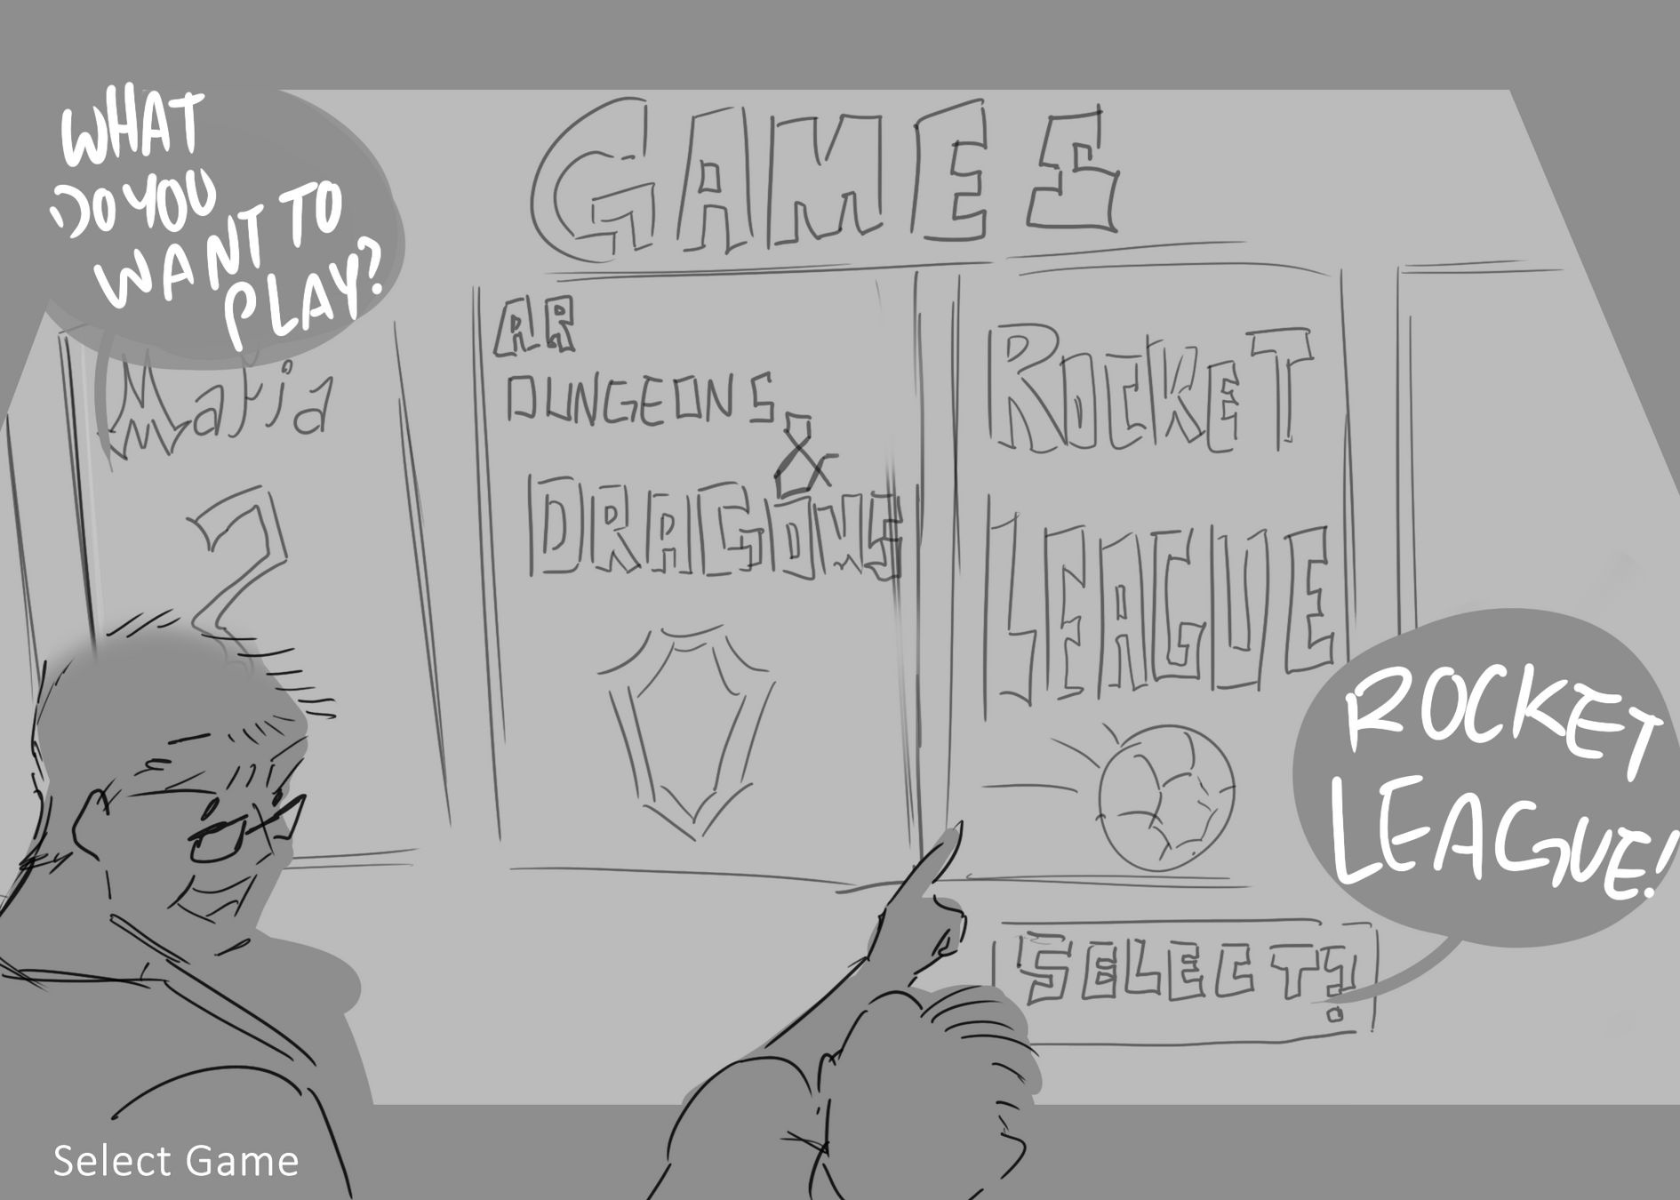 GAMES
WHAT
DO YOU
WANT TO
PLAY?
Mafia
?
AR
DUNGEONS
&
DRAGONS
ROCKET
LEAGUE
ROCKET
LEAGUE!
SELECT?
Select Game